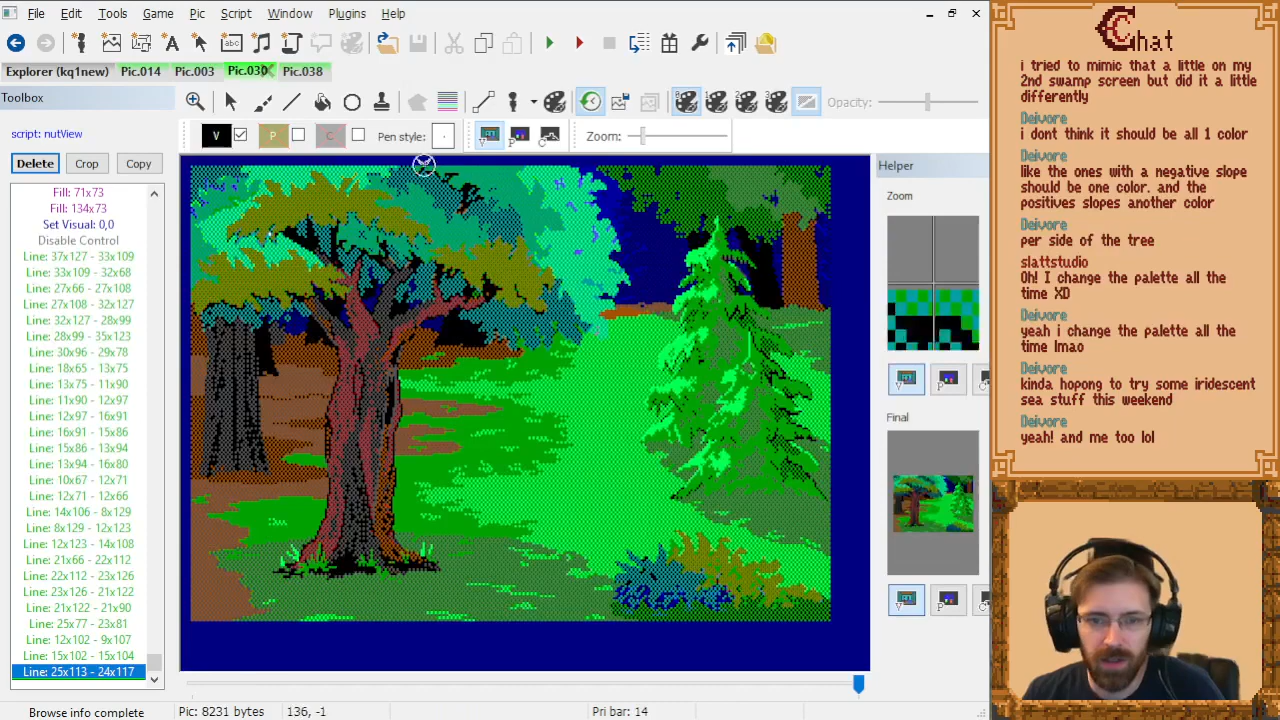 File Edit Tools Game Pic Script Window Plugins Help
Explorer (kq1new) Pic.014 Pic.003 Pic.030 Pic.038
Toolbox
Opacity:
script: nutView
V P C Pen style: Zoom:
Delete Crop Copy
Fill: 71x73
Fill: 134x73
Set Visual: 0,0
Disable Control
Line: 37x127 - 33x109
Line: 33x109 - 32x68
Line: 27x66 - 27x108
Line: 27x108 - 32x127
Line: 32x127 - 28x99
Line: 28x99 - 35x123
Line: 30x96 - 29x78
Line: 18x65 - 13x75
Line: 13x75 - 11x90
Line: 11x90 - 12x97
Line: 12x97 - 16x91
Line: 16x91 - 15x86
Line: 15x86 - 13x94
Line: 13x94 - 16x80
Line: 10x67 - 12x71
Line: 12x71 - 12x66
Line: 14x106 - 8x129
Line: 8x129 - 12x123
Line: 12x123 - 14x108
Line: 21x66 - 22x112
Line: 22x112 - 23x126
Line: 23x126 - 21x122
Line: 21x122 - 21x90
Line: 25x77 - 23x81
Line: 12x102 - 9x107
Line: 15x102 - 15x104
Line: 25x113 - 24x117
Helper
Zoom
V P C
Final
V P C
Browse info complete Pic: 8231 bytes 136, -1 Pri bar: 14
Chat
i tried to mimic that a little on my
2nd swamp screen but did it a little
differently
Deivore
i dont think it should be all 1 color
Deivore
like the ones with a negative slope
should be one color. and the
positives slopes another color
Deivore
per side of the tree
slattstudio
Oh! I change the palette all the
time XD
Deivore
yeah i change the palette all the
time lmao
Deivore
kinda hopong to try some iridescent
sea stuff this weekend
Deivore
yeah! and me too lol